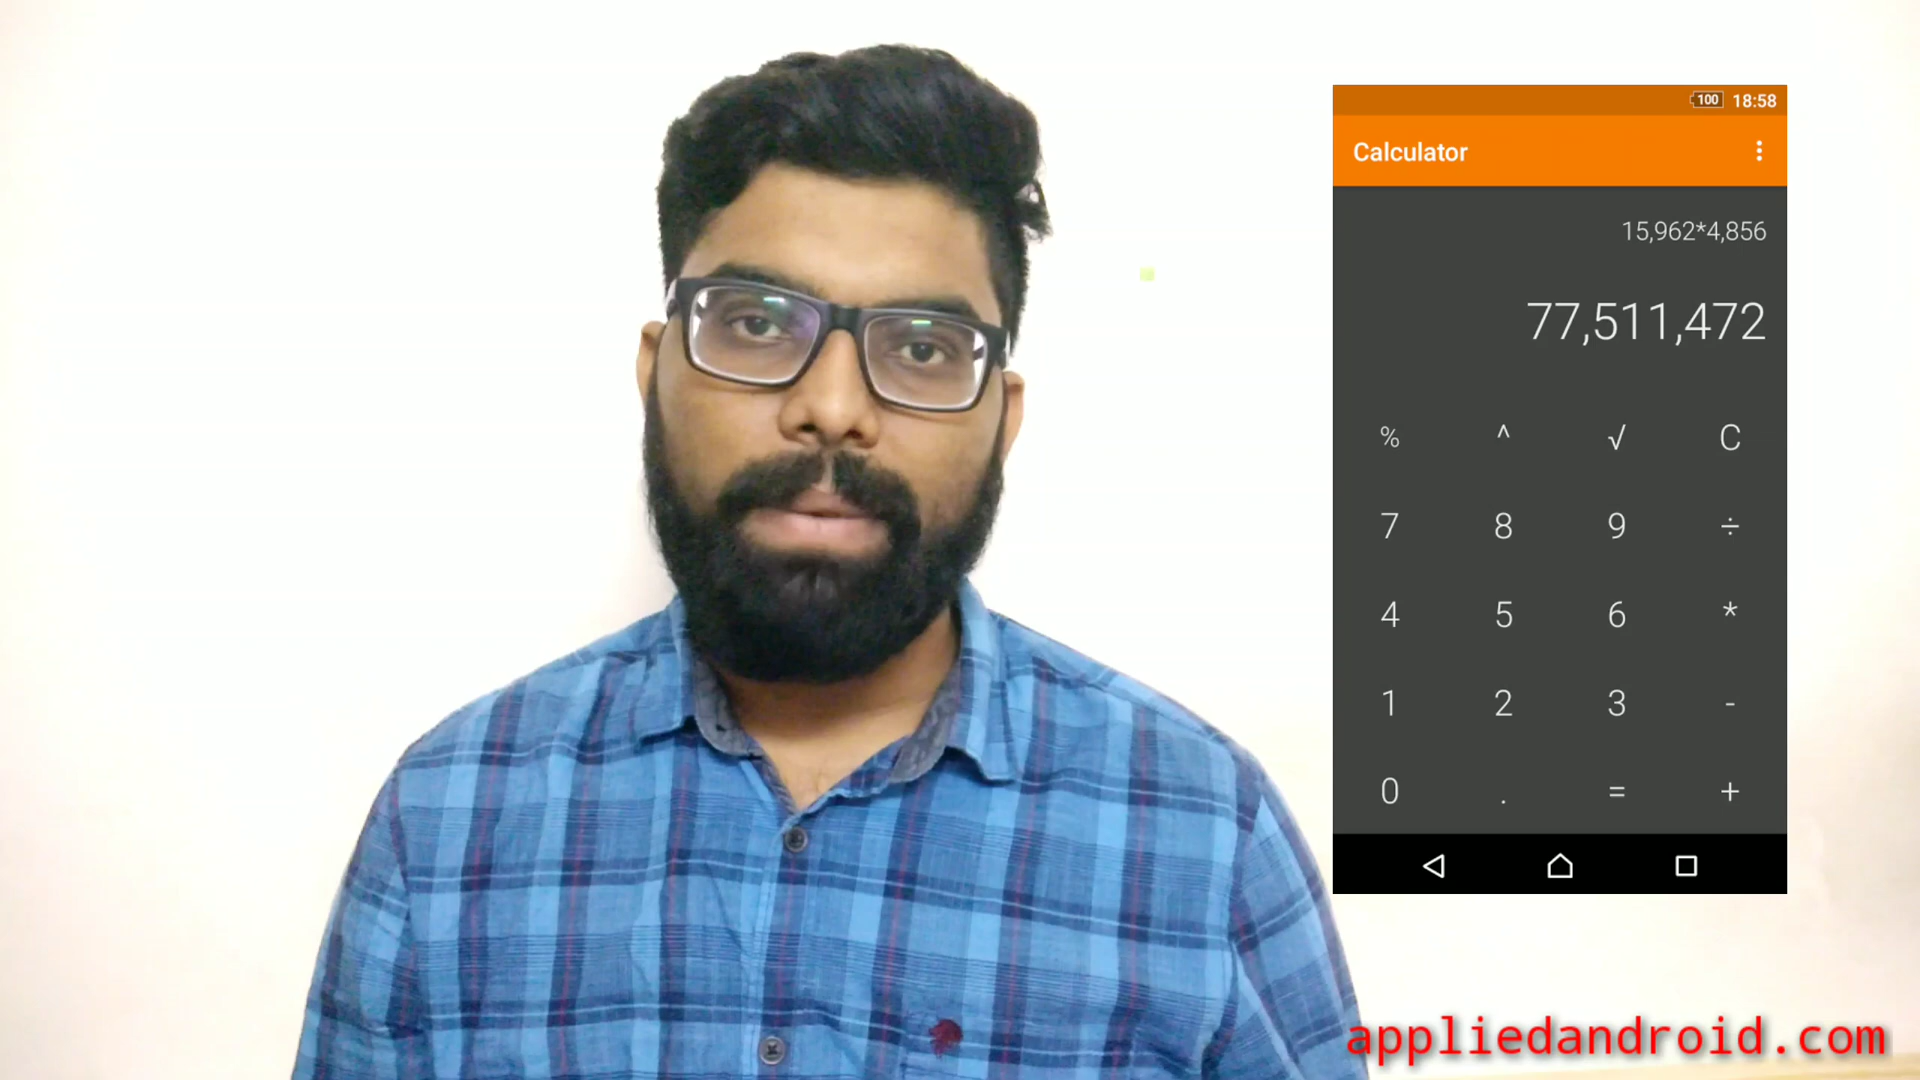 100 18:58
Calculator
15,962*4,856
77,511,472
% ^ √ C
7 8 9 ÷
4 5 6 *
1 2 3 -
0 . = +
appliedandroid.com